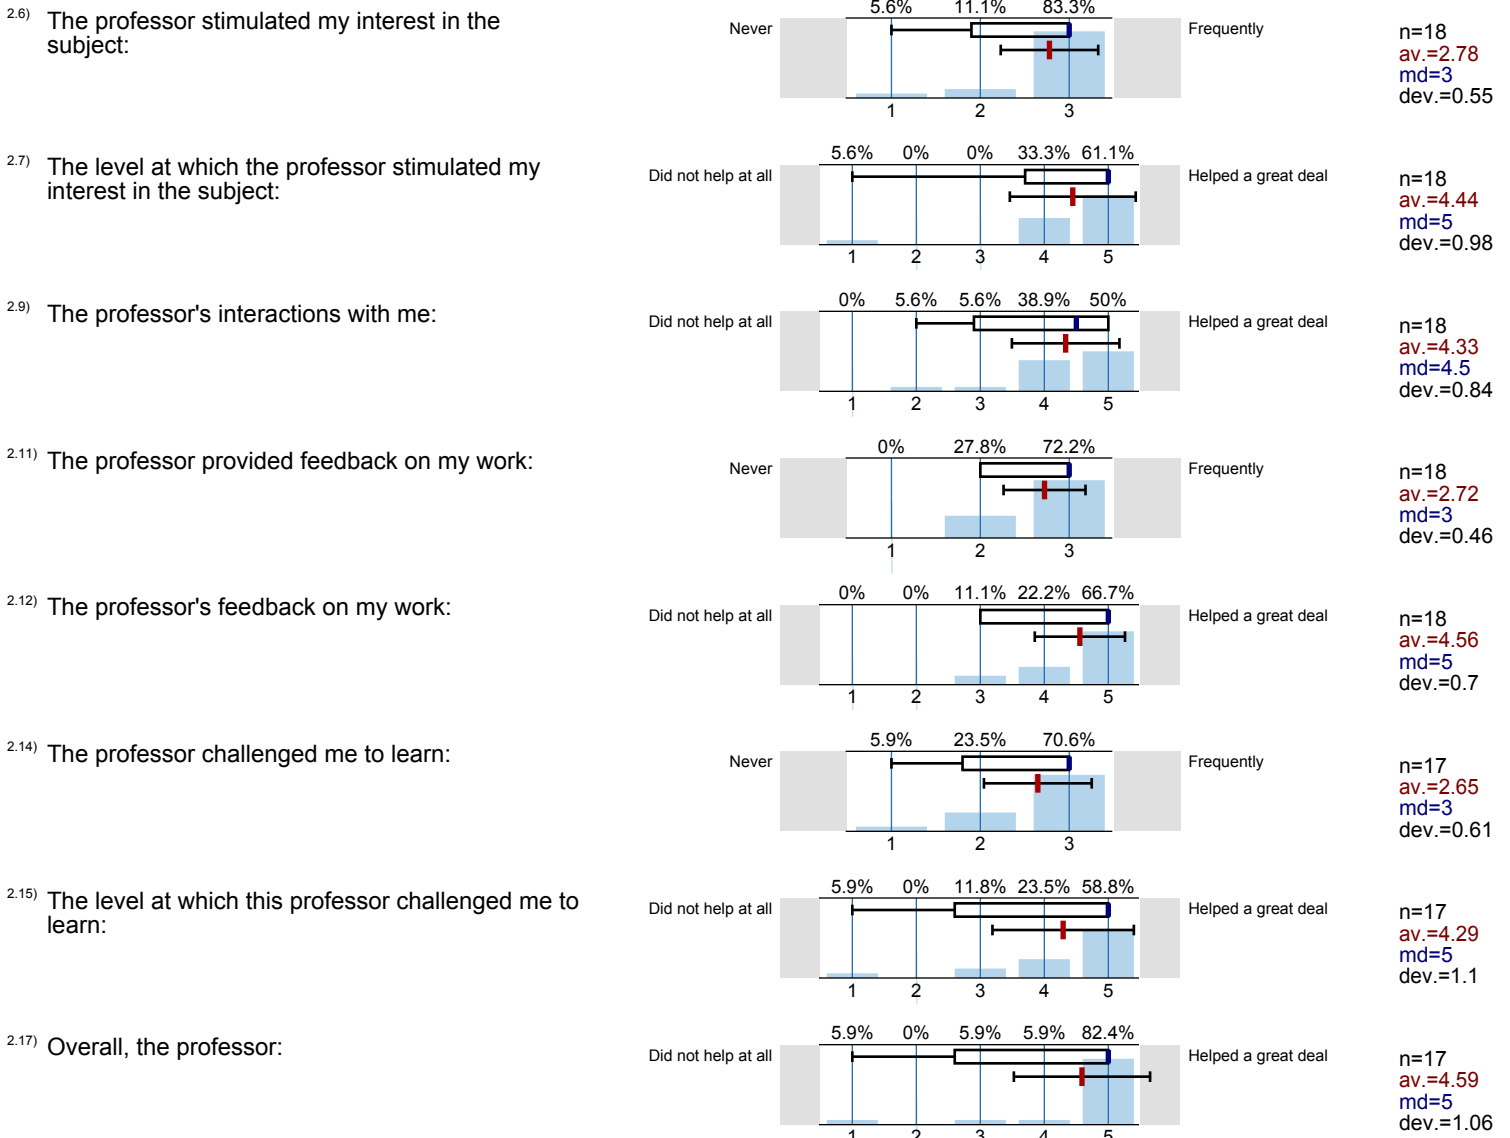 2.6) The professor stimulated my interest in the
subject:
5.6% 11.1% 83.3%
Never
Frequently
1 2 3
n=18
av.=2.78
md=3
dev.=0.55
2.7) The level at which the professor stimulated my
interest in the subject:
5.6% 0% 0% 33.3% 61.1%
Did not help at all
Helped a great deal
1 2 3 4 5
n=18
av.=4.44
md=5
dev.=0.98
2.9) The professor's interactions with me:
0% 5.6% 5.6% 38.9% 50%
Did not help at all
Helped a great deal
1 2 3 4 5
n=18
av.=4.33
md=4.5
dev.=0.84
2.11) The professor provided feedback on my work:
0% 27.8% 72.2%
Never
Frequently
1 2 3
n=18
av.=2.72
md=3
dev.=0.46
2.12) The professor's feedback on my work:
0% 0% 11.1% 22.2% 66.7%
Did not help at all
Helped a great deal
1 2 3 4 5
n=18
av.=4.56
md=5
dev.=0.7
2.14) The professor challenged me to learn:
5.9% 23.5% 70.6%
Never
Frequently
1 2 3
n=17
av.=2.65
md=3
dev.=0.61
2.15) The level at which this professor challenged me to
learn:
5.9% 0% 11.8% 23.5% 58.8%
Did not help at all
Helped a great deal
1 2 3 4 5
n=17
av.=4.29
md=5
dev.=1.1
2.17) Overall, the professor:
5.9% 0% 5.9% 5.9% 82.4%
Did not help at all
Helped a great deal
1 2 3 4 5
n=17
av.=4.59
md=5
dev.=1.06